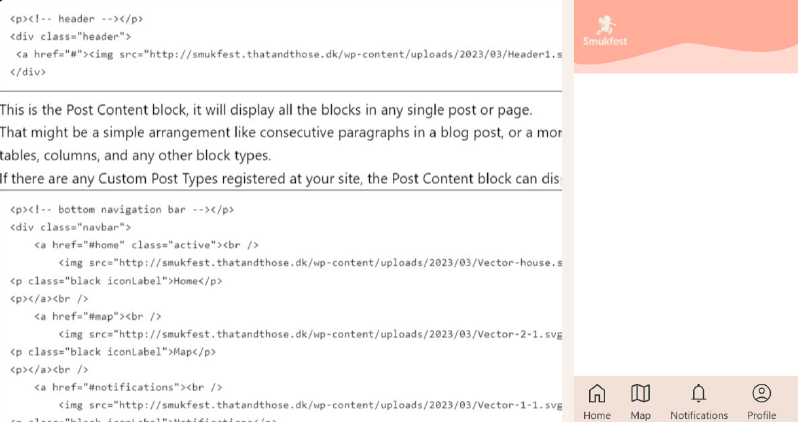 <p><!-- header --></p>
<div class="header">
<a href="#"><img src="http://smukfest.thatandthose.dk/wp-content/uploads/2023/03/Header1.s
</div>
This is the Post Content block, it will display all the blocks in any single post or page.
That might be a simple arrangement like consecutive paragraphs in a blog post, or a mor
tables, columns, and any other block types.
If there are any Custom Post Types registered at your site, the Post Content block can dis
<p><!-- bottom navigation bar --></p>
<div class="navbar">
<a href="#home" class="active"><br />
<img src="http://smukfest.thatandthose.dk/wp-content/uploads/2023/03/Vector-house.s
<p class="black iconLabel">Home</p>
<p></a><br />
<a href="#map"><br />
<img src="http://smukfest.thatandthose.dk/wp-content/uploads/2023/03/Vector-2-1.svg
<p class="black iconLabel">Map</p>
<p></a><br />
<a href="#notifications"><br />
<img src="http://smukfest.thatandthose.dk/wp-content/uploads/2023/03/Vector-1-1.svg
<p class="black iconLabel">Notifications</p>
Smukfest
Home Map Notifications Profile